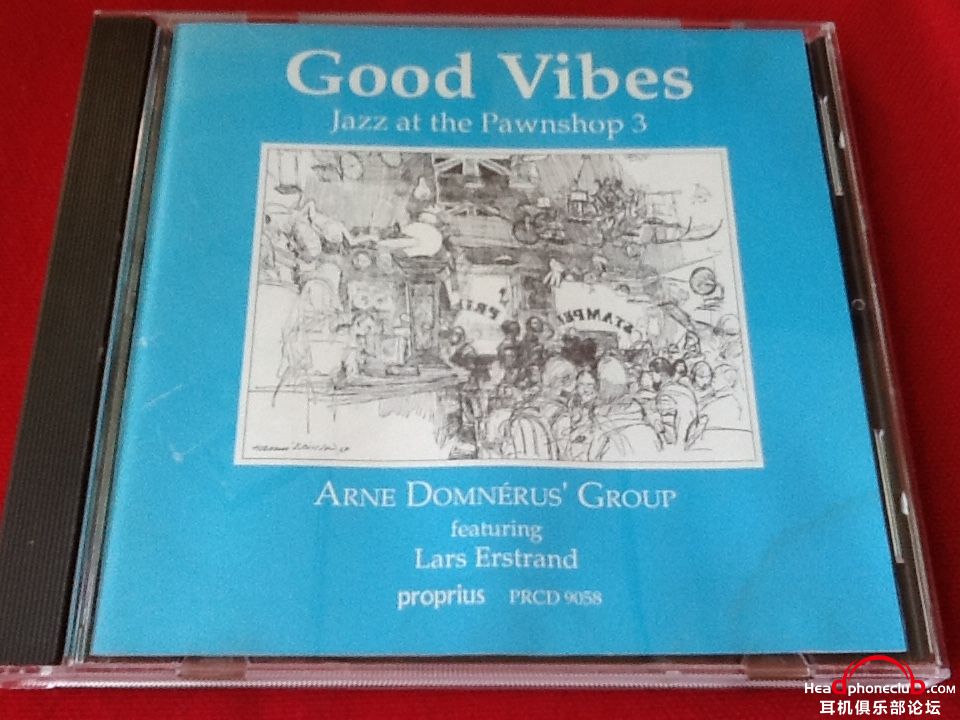 Good Vibes
Jazz at the Pawnshop 3
ARNE DOMNÉRUS' GROUP
featuring
Lars Erstrand
proprius PRCD 9058
Headphoneclub.com
耳机俱乐部论坛